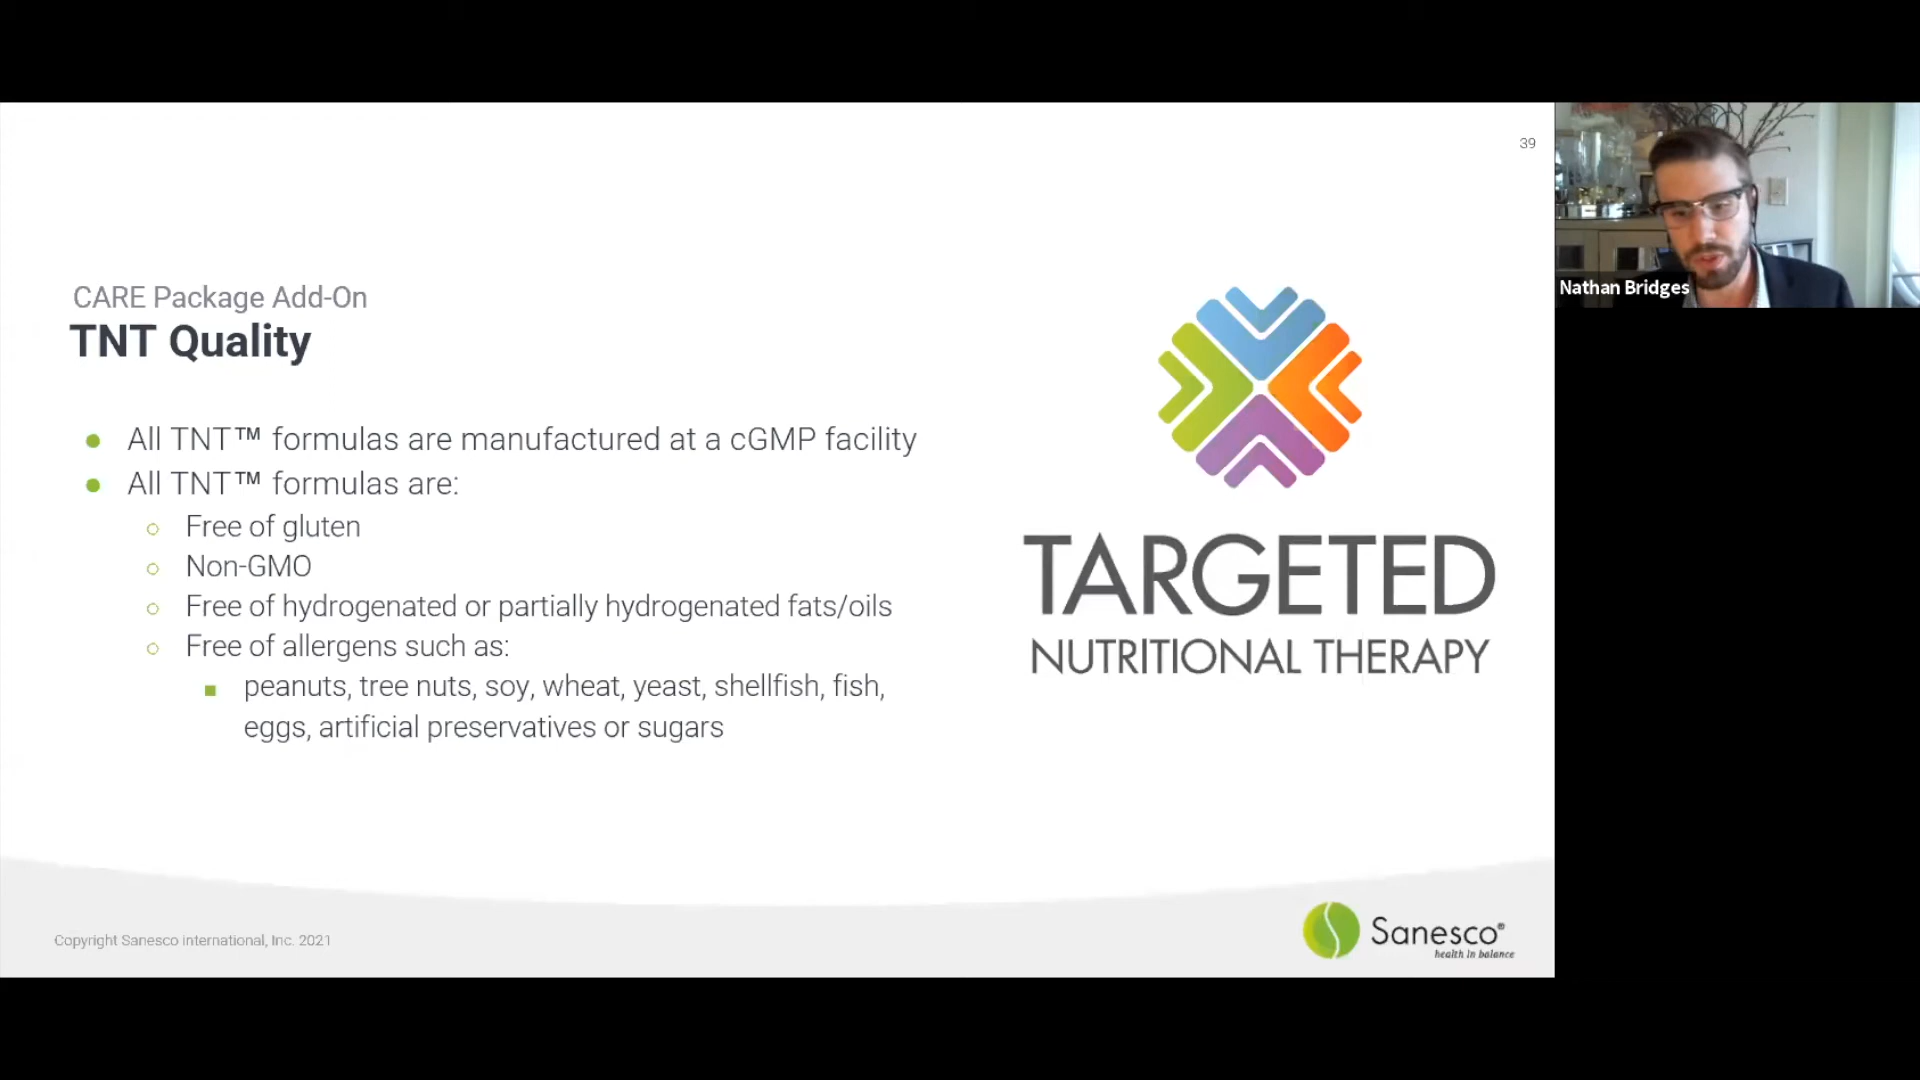 39
CARE Package Add-On
TNT Quality
All TNT™ formulas are manufactured at a cGMP facility
All TNT™ formulas are:
Free of gluten
Non-GMO
Free of hydrogenated or partially hydrogenated fats/oils
Free of allergens such as:
peanuts, tree nuts, soy, wheat, yeast, shellfish, fish,
eggs, artificial preservatives or sugars
TARGETED
NUTRITIONAL THERAPY
Copyright Sanesco international, Inc. 2021
Sanesco®
health in balance
Nathan Bridges